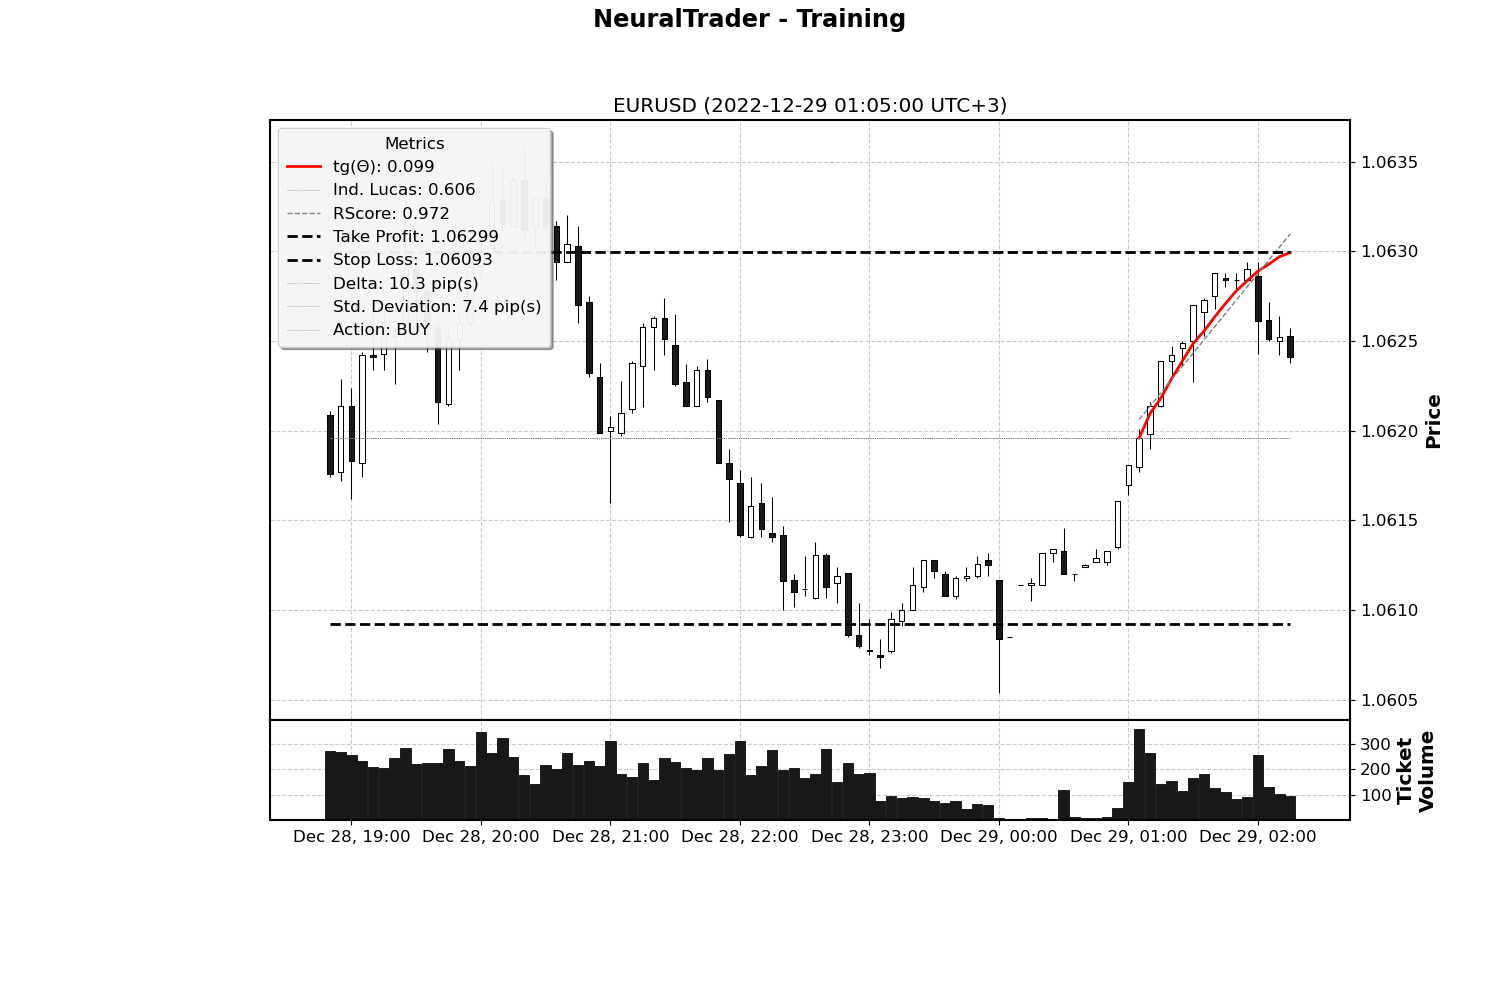 NeuralTrader - Training
EURUSD (2022-12-29 01:05:00 UTC+3)
Metrics
tg(Θ): 0.099
Ind. Lucas: 0.606
RScore: 0.972
Take Profit: 1.06299
Stop Loss: 1.06093
Delta: 10.3 pip(s)
Std. Deviation: 7.4 pip(s)
Action: BUY
1.0635
1.0630
1.0625
1.0620
1.0615
1.0610
1.0605
Price
300
200
100
Ticket
Volume
Dec 28, 19:00 Dec 28, 20:00 Dec 28, 21:00 Dec 28, 22:00 Dec 28, 23:00 Dec 29, 00:00 Dec 29, 01:00 Dec 29, 02:00